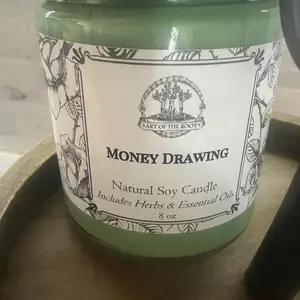 ART OF THE ROOT
MONEY DRAWING
Natural Soy Candle
Includes Herbs & Essential Oils
8 oz